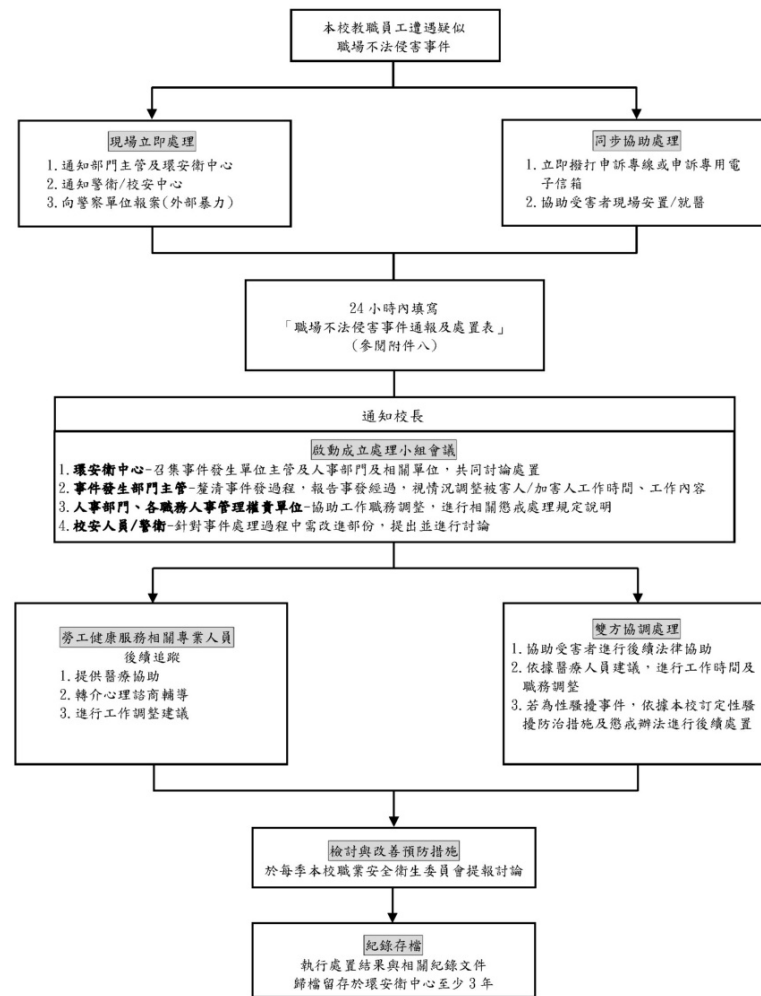 本校教職員工遭遇疑似
職場不法侵害事件
現場立即處理
1.通知部門主管及環安衛中心
2.通知警衛/校安中心
3.向警察單位報案(外部暴力)
同步協助處理
1.立即撥打申訴專線或申訴專用電
子信箱
2.協助受害者現場安置/就醫
24小時內填寫
「職場不法侵害事件通報及處置表」
(參閱附件八)
通知校長
啟動成立處理小組會議
1.環安衛中心-召集事件發生單位主管及人事部門及相關單位，共同討論處置
2.事件發生部門主管-釐清事件發過程，報告事發經過，視情況調整被害人/加害人工作時間、工作內容
3.人事部門、各職務人事管理權責單位-協助工作職務調整，進行相關懲戒處理規定說明
4.校安人員/警衛-針對事件處理過程中需改進部份，提出並進行討論
勞工健康服務相關專業人員
後續追蹤
1.提供醫療協助
2.轉介心理諮商輔導
3.進行工作調整建議
雙方協調處理
1.協助受害者進行後續法律協助
2.依據醫療人員建議，進行工作時間及
職務調整
3.若為性騷擾事件，依據本校訂定性騷
擾防治措施及懲戒辦法進行後續處置
檢討與改善預防措施
於每季本校職業安全衛生委員會提報討論
紀錄存檔
執行處置結果與相關紀錄文件
歸檔留存於環安衛中心至少3年